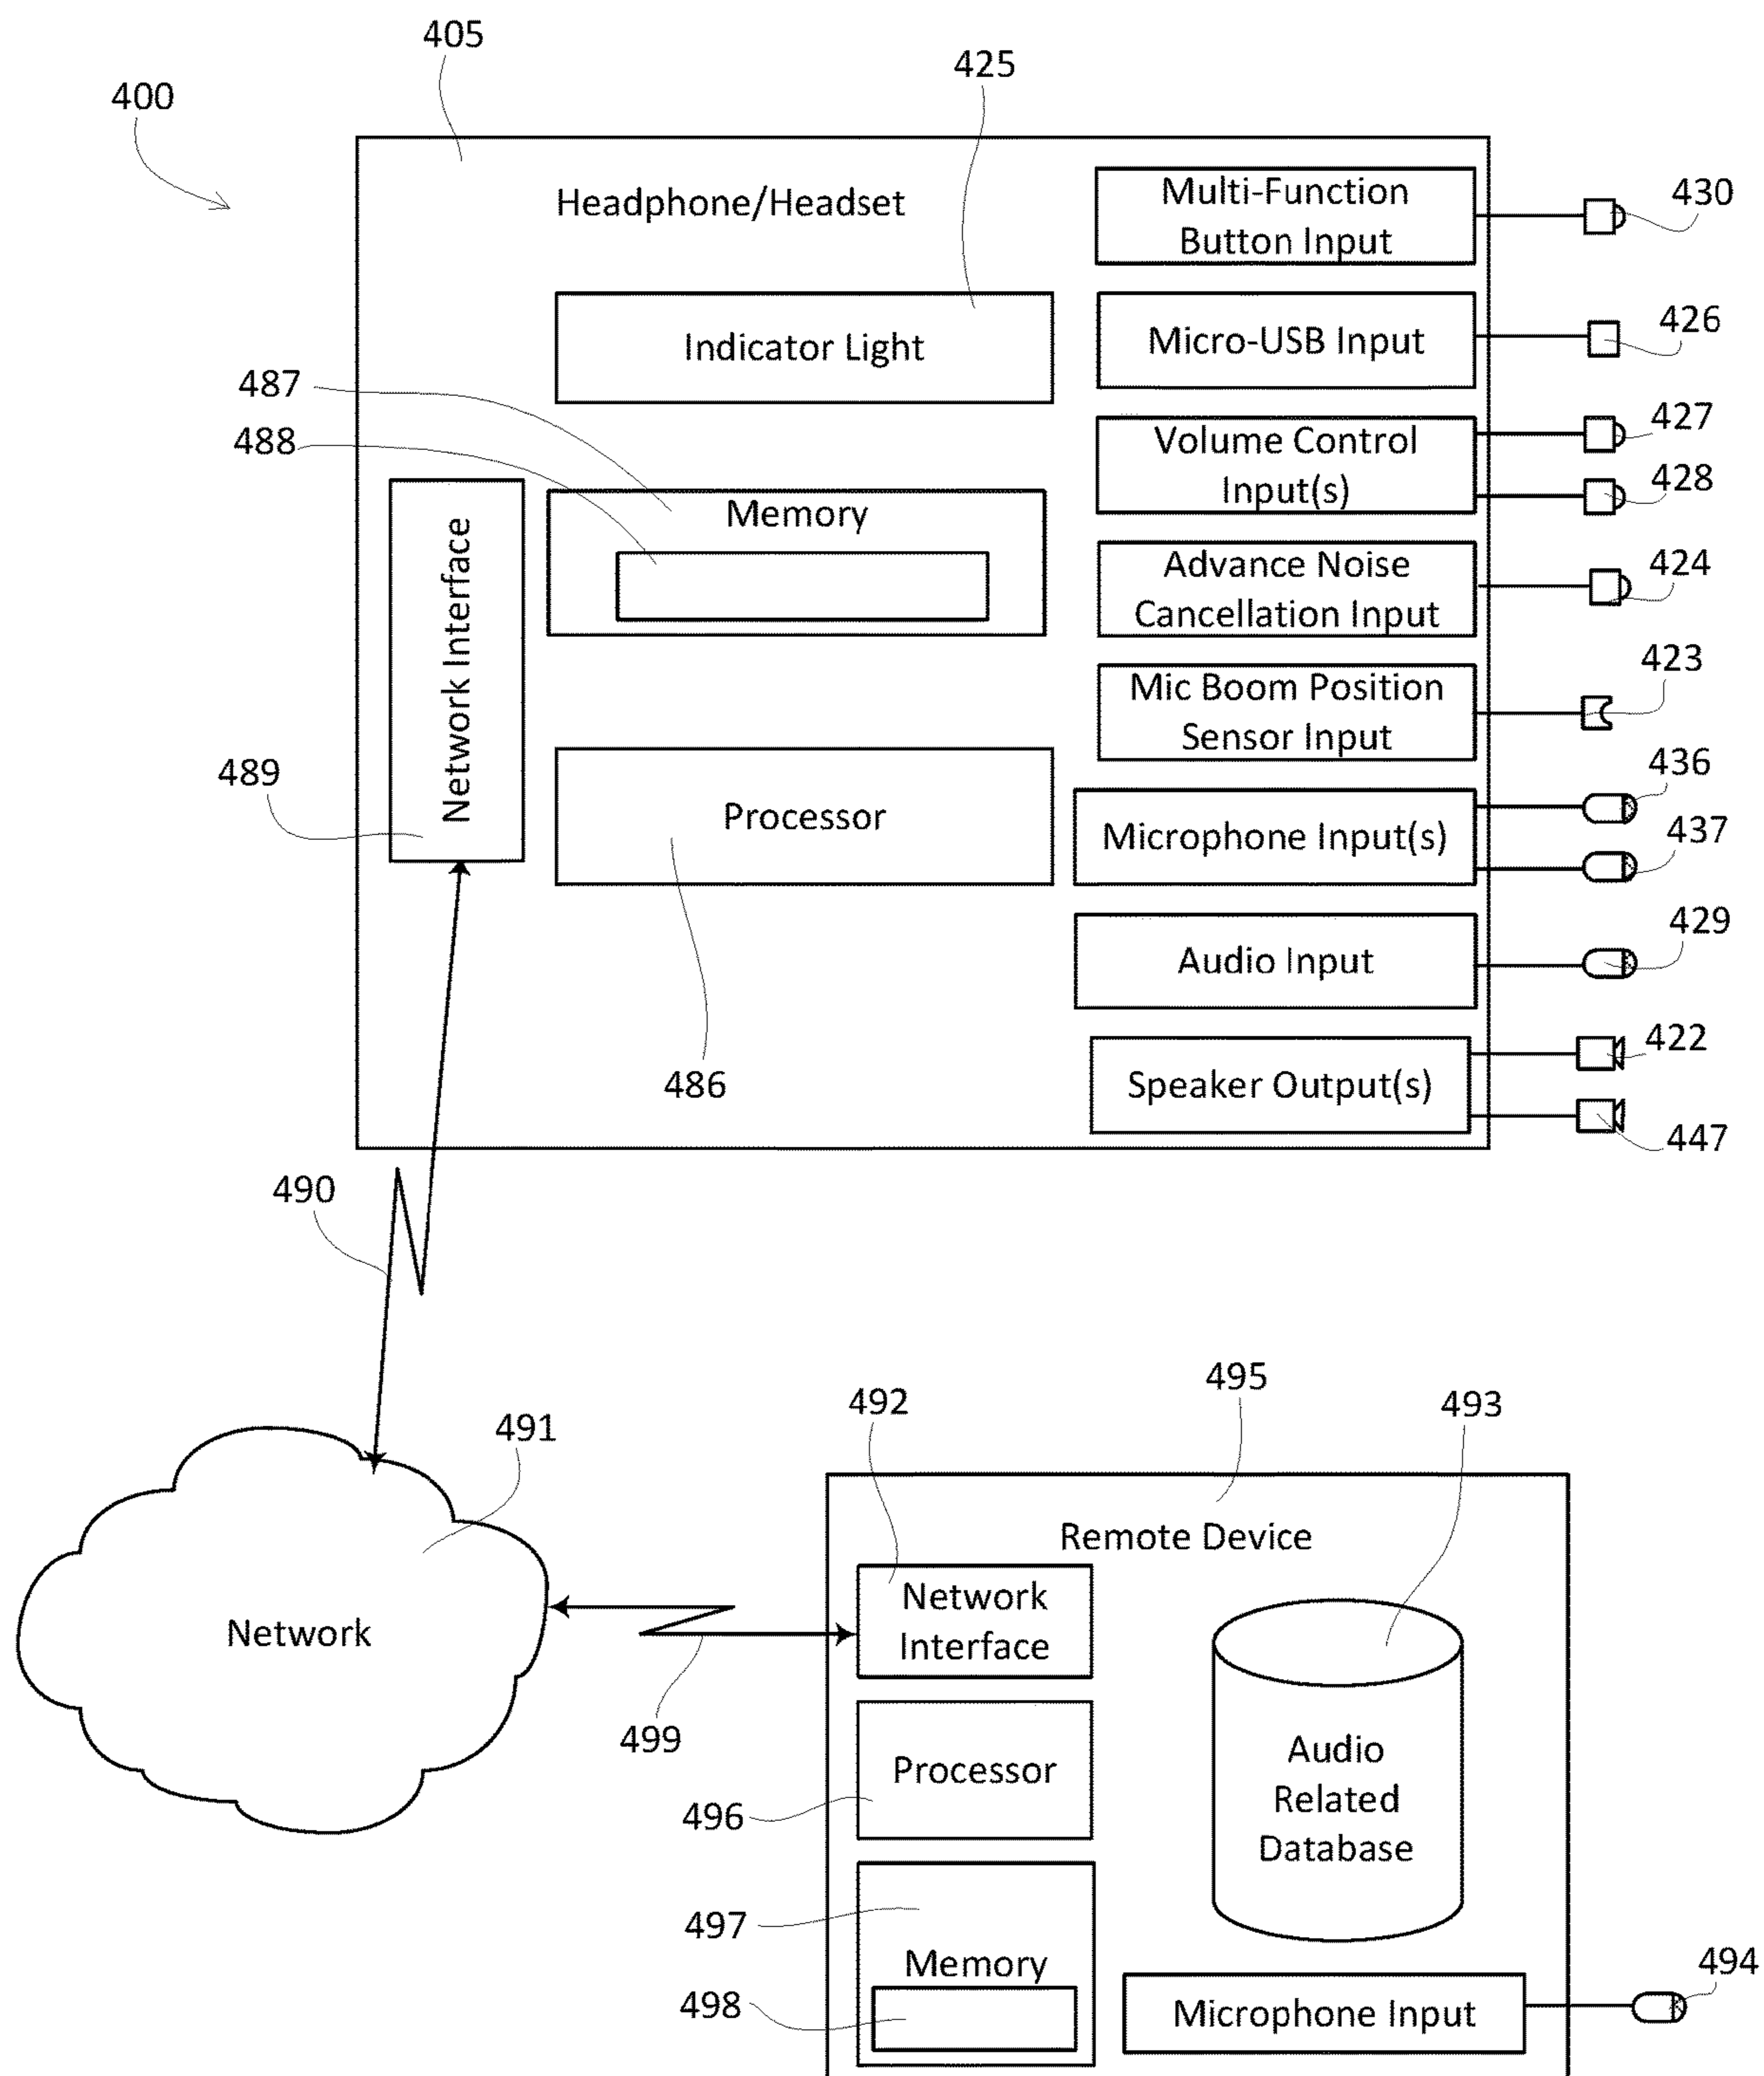 405
425
400
Headphone/Headset
Multi-Function
Button Input
430
Indicator Light
Micro-USB Input
426
487
488
Volume Control
Input(s)
427
428
Memory
Network Interface
Advance Noise
Cancellation Input
424
Mic Boom Position
Sensor Input
423
489
Processor
Microphone Input(s)
436
437
Audio Input
429
486
Speaker Output(s)
422
447
490
491
492
495
493
Remote Device
Network
Network
Interface
499
Processor
496
Audio
Related
Database
497
Memory
498
Microphone Input
494